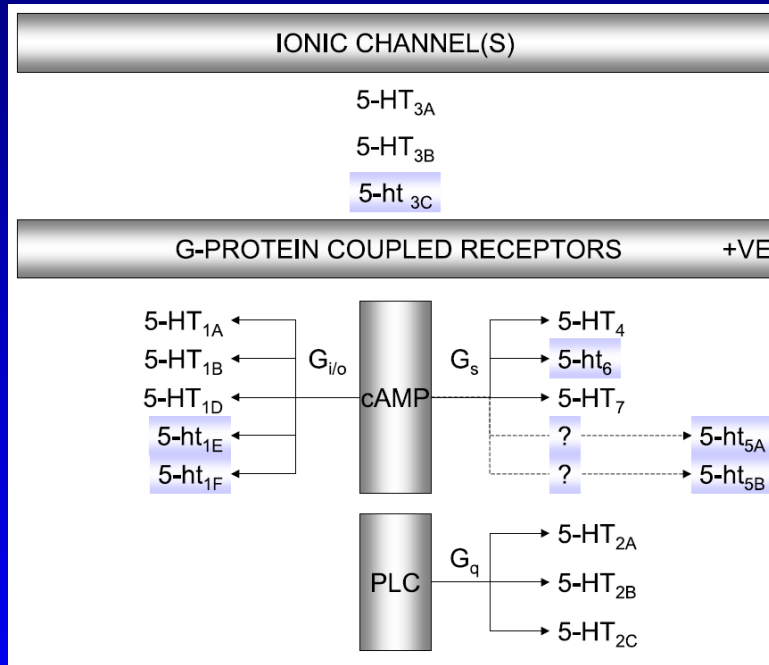 IONIC CHANNEL(S)
5-HT3A
5-HT3B
5-ht 3C
G-PROTEIN COUPLED RECEPTORS +VE
5-HT1A 5-HT4
5-HT1B Gi/o Gs 5-ht6
5-HT1D cAMP 5-HT7
5-ht1E ? 5-ht5A
5-ht1F ? 5-ht5B
5-HT2A
PLC Gq 5-HT2B
5-HT2C